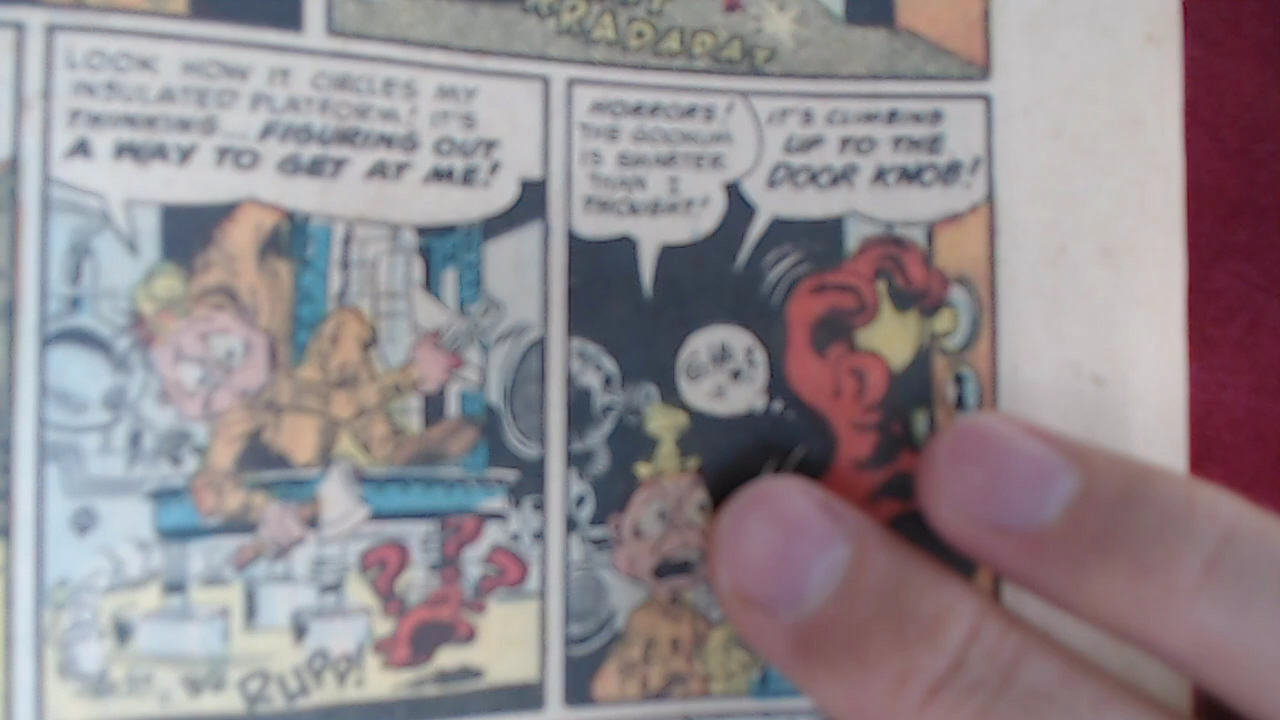 LOOK HOW IT CIRCLES MY
INSULATED PLATFORM! IT'S
THINKING... FIGURING OUT
A WAY TO GET AT ME!
HORRORS!
THE GOOKUM
IS SMARTER
THAN I
THOUGHT!
IT'S CLIMBING
UP TO THE
DOOR KNOB!
RUPP!